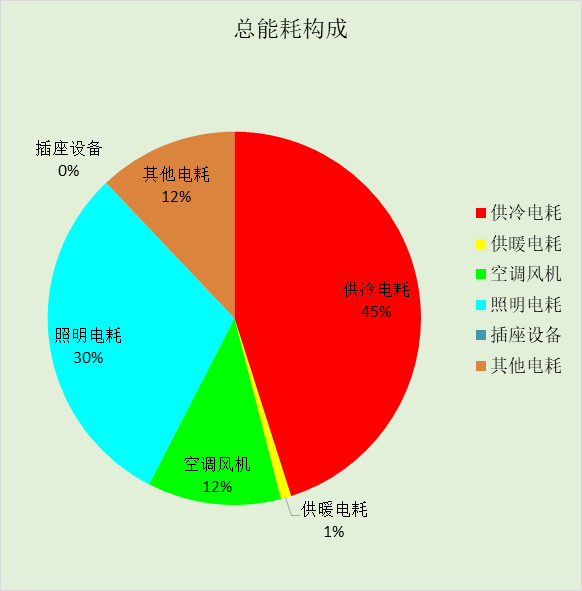 总能耗构成
插座设备
0%
其他电耗
12%
供冷电耗
45%
照明电耗
30%
空调风机
12%
供暖电耗
1%
供冷电耗
供暖电耗
空调风机
照明电耗
插座设备
其他电耗